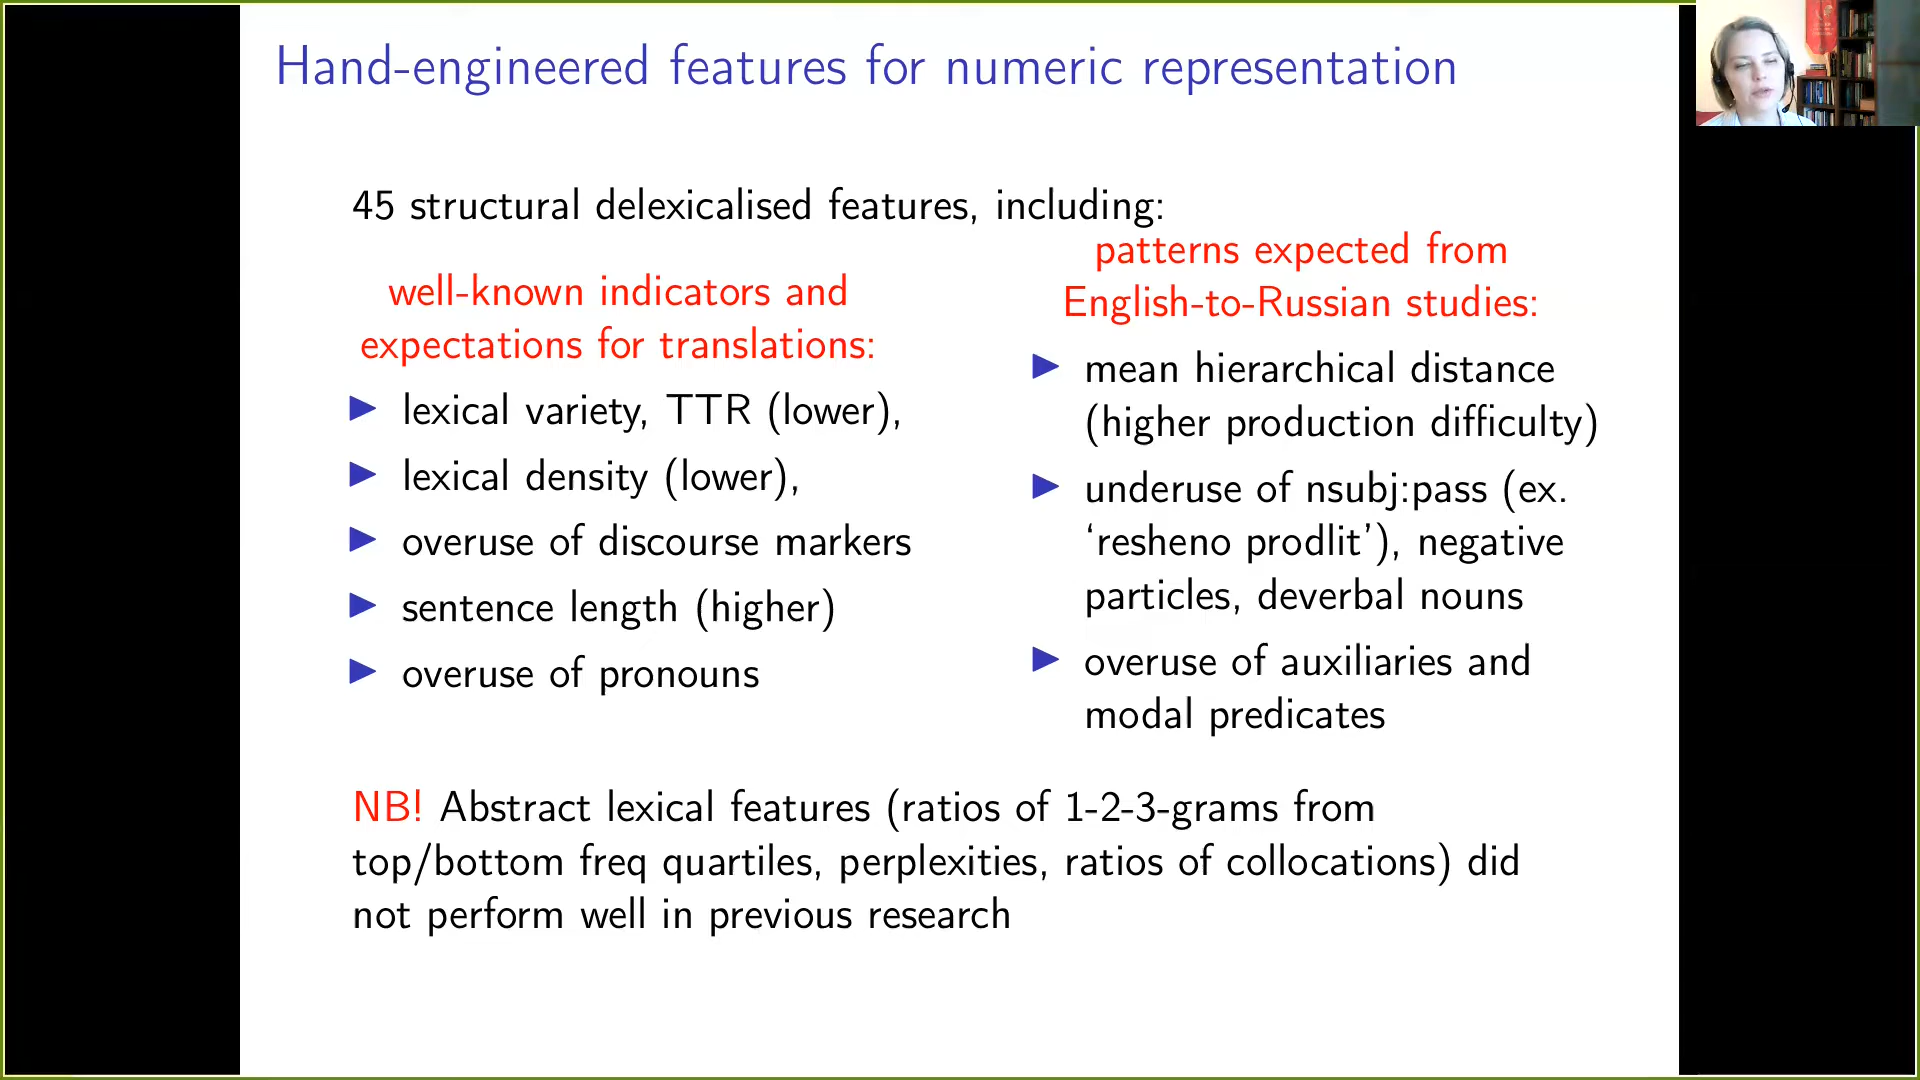 Hand-engineered features for numeric representation
45 structural delexicalised features, including:
well-known indicators and
expectations for translations:
lexical variety, TTR (lower),
lexical density (lower),
overuse of discourse markers
sentence length (higher)
overuse of pronouns
patterns expected from
English-to-Russian studies:
mean hierarchical distance
(higher production difficulty)
underuse of nsubj:pass (ex.
‘resheno prodlit’), negative
particles, deverbal nouns
overuse of auxiliaries and
modal predicates
NB! Abstract lexical features (ratios of 1-2-3-grams from
top/bottom freq quartiles, perplexities, ratios of collocations) did
not perform well in previous research